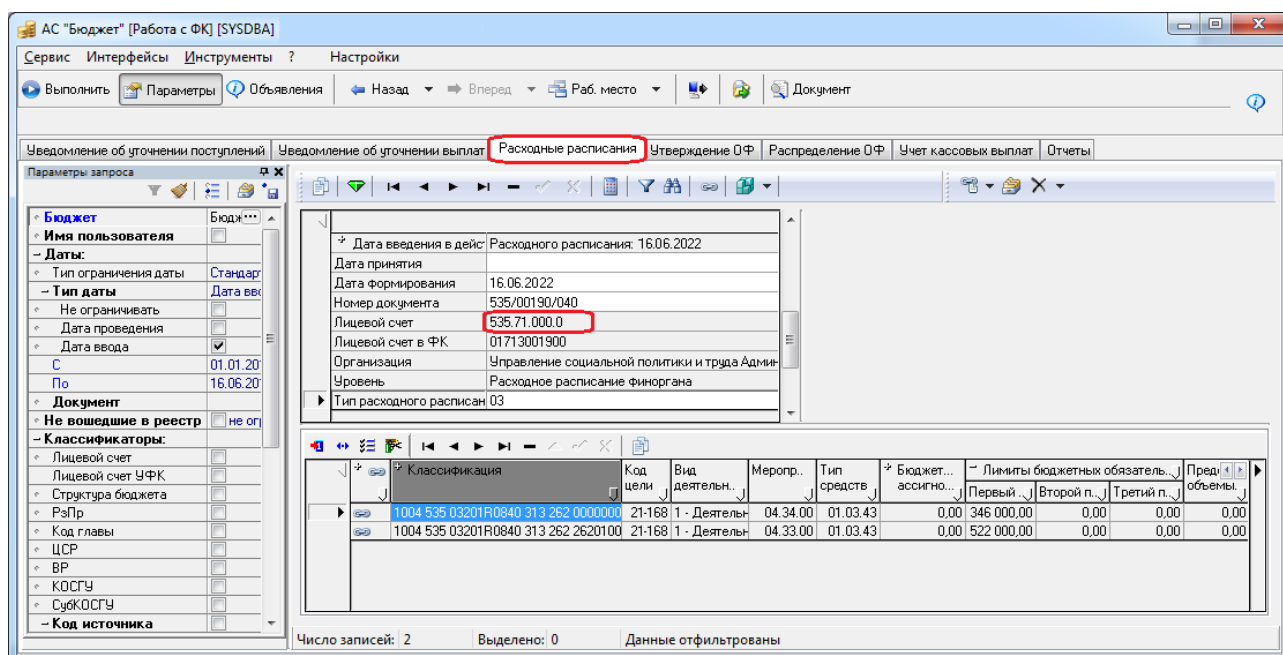 АС "Бюджет" [Работа с ФК] [SYSDBA]
Сервис Интерфейсы Инструменты ? Настройки
Выполнить Параметры Объявления Назад Вперед Раб. место Документ
Уведомление об уточнении поступлений Уведомление об уточнении выплат Расходные расписания Утверждение ОФ Распределение ОФ Учет кассовых выплат Отчеты
Параметры запроса
Бюджет Бюдж
Имя пользователя
Даты:
Тип ограничения даты Стандарт
Тип даты Дата вво
Не ограничивать
Дата проведения
Дата ввода
С 01.01.20
По 16.06.20
Документ
Не вошедшие в реестр не огр
Классификаторы:
Лицевой счет
Лицевой счет УФК
Структура бюджета
РзПр
Код главы
ЦСР
ВР
КОСГУ
СубКОСГУ
Код источника
Дата введения в дейс Расходного расписания: 16.06.2022
Дата принятия
Дата формирования 16.06.2022
Номер документа 535/00190/040
Лицевой счет 535.71.000.0
Лицевой счет в ФК 01713001900
Организация Управление социальной политики и труда Админ
Уровень Расходное расписание финоргана
Тип расходного расписан 03
Классификация Код цели Вид деятельн.. Меропр.. Тип средств Бюджет... ассигно... Лимиты бюджетных обязатель... Пред объемы.
Первый ... Второй п... Третий п...
1004 535 03201R0840 313 262 0000000 21-168 1 - Деятельн 04.34.00 01.03.43 0,00 346 000,00 0,00 0,00 0,00
1004 535 03201R0840 313 262 2620100 21-168 1 - Деятельн 04.33.00 01.03.43 0,00 522 000,00 0,00 0,00 0,00
Число записей: 2 Выделено: 0 Данные отфильтрованы